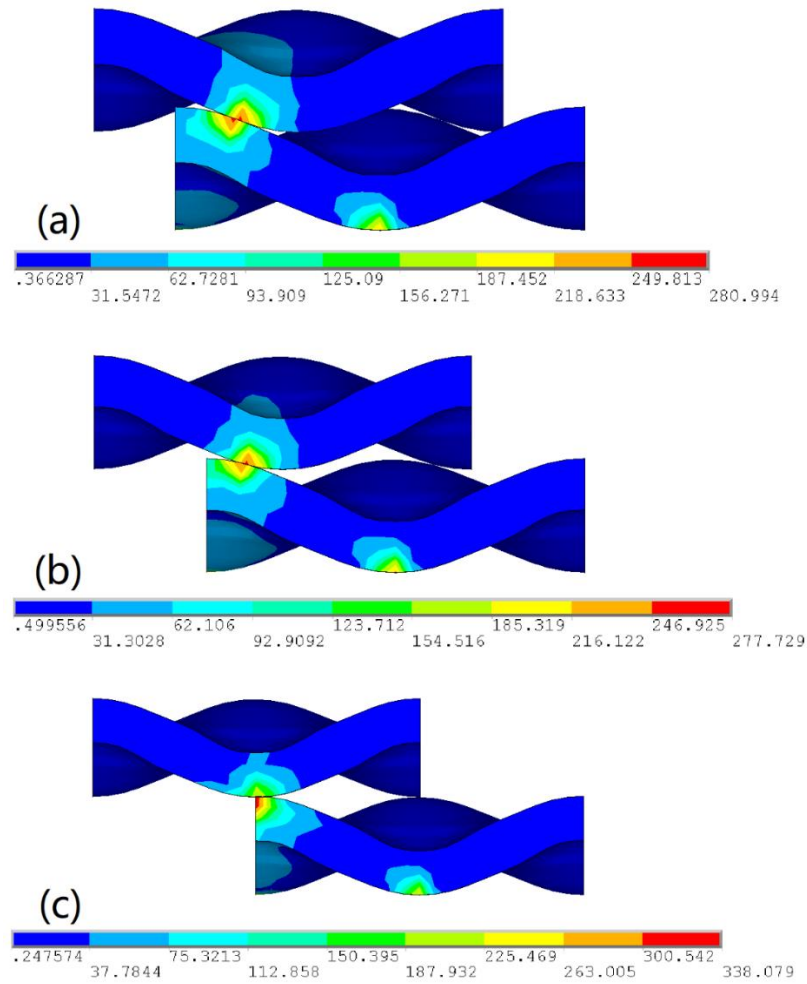 (a)
.366287 62.7281 125.09 187.452 249.813
31.5472 93.909 156.271 218.633 280.994
(b)
.499556 62.106 123.712 185.319 246.925
31.3028 92.9092 154.516 216.122 277.729
(c)
.247574 75.3213 150.395 225.469 300.542
37.7844 112.858 187.932 263.005 338.079